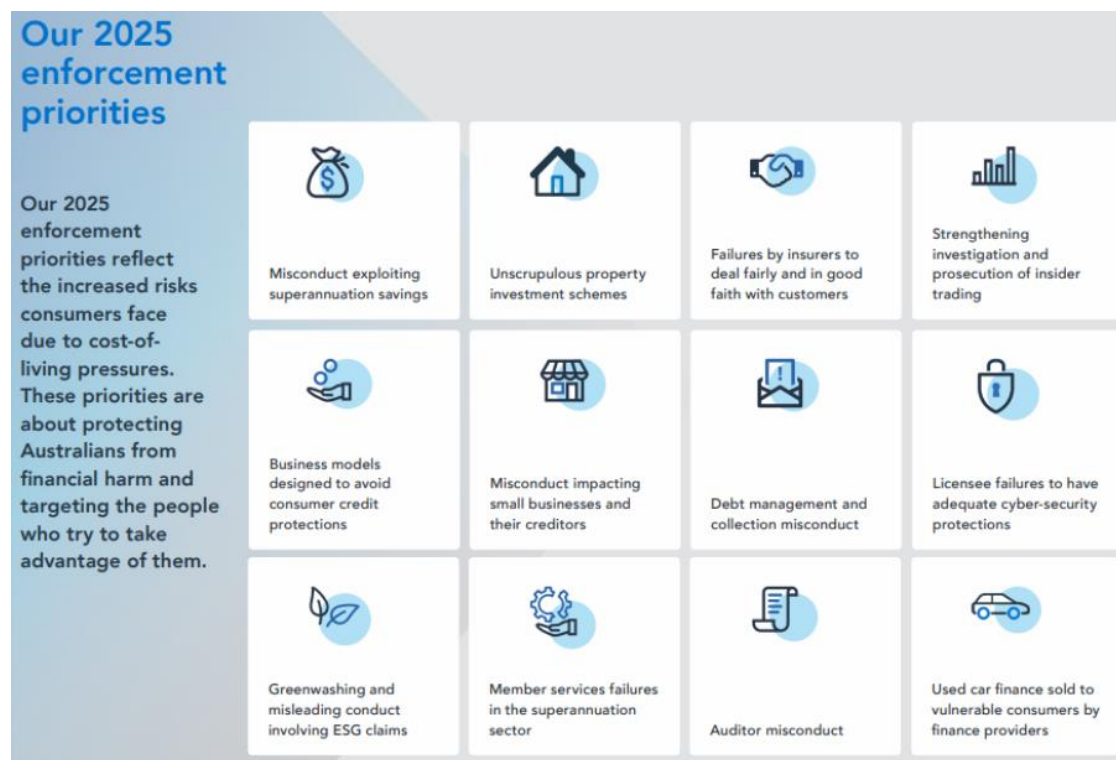 Our 2025
enforcement
priorities
Our 2025
enforcement
priorities reflect
the increased risks
consumers face
due to cost-of-
living pressures.
These priorities are
about protecting
Australians from
financial harm and
targeting the people
who try to take
advantage of them.
$
Misconduct exploiting
superannuation savings
Unscrupulous property
investment schemes
Failures by insurers to
deal fairly and in good
faith with customers
Strengthening
investigation and
prosecution of insider
trading
Business models
designed to avoid
consumer credit
protections
Misconduct impacting
small businesses and
their creditors
!
Debt management and
collection misconduct
Licensee failures to have
adequate cyber-security
protections
Greenwashing and
misleading conduct
involving ESG claims
Member services failures
in the superannuation
sector
Auditor misconduct
Used car finance sold to
vulnerable consumers by
finance providers